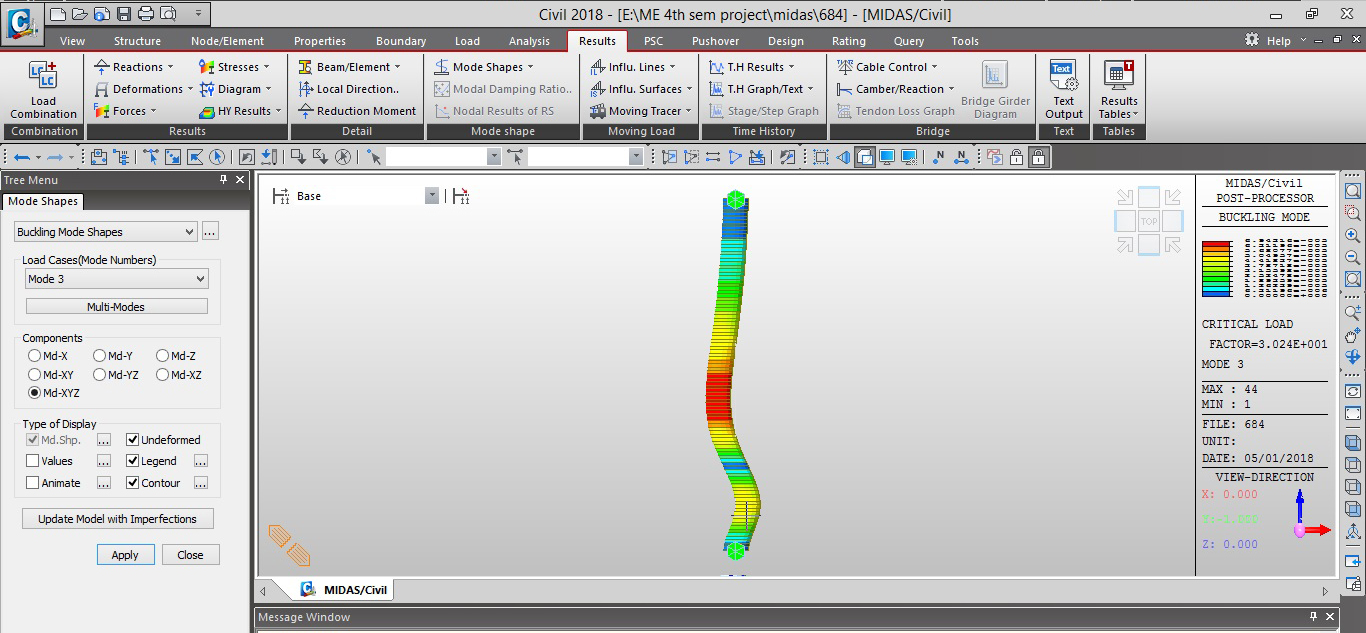 Civil 2018 - [E:\ME 4th sem project\midas\684] - [MIDAS/Civil]
View Structure Node/Element Properties Boundary Load Analysis Results PSC Pushover Design Rating Query Tools Help
Reactions Stresses Beam/Element Mode Shapes Influ. Lines T.H Results Cable Control
Deformations Diagram Local Direction.. Modal Damping Ratio.. Influ. Surfaces T.H Graph/Text Camber/Reaction
Forces HY Results Reduction Moment Nodal Results of RS Moving Tracer Stage/Step Graph Tendon Loss Graph
Load Combination
Bridge Girder Diagram
Text
Text Output
Results Tables
Combination Results Detail Mode shape Moving Load Time History Bridge Text Tables
Tree Menu
Mode Shapes
Buckling Mode Shapes ...
Load Cases(Mode Numbers)
Mode 3
Multi-Modes
Components
Md-X Md-Y Md-Z
Md-XY Md-YZ Md-XZ
Md-XYZ
Type of Display
Md.Shp. ... Undeformed
Values ... Legend ...
Animate ... Contour ...
Update Model with Imperfections
Apply Close
Base
TOP
MIDAS/Civil
POST-PROCESSOR
BUCKLING MODE
CRITICAL LOAD
FACTOR=3.024E+001
MODE 3
MAX : 44
MIN : 1
FILE: 684
UNIT:
DATE: 05/01/2018
VIEW-DIRECTION
X: 0.000
Z: 0.000
MIDAS/Civil
Message Window